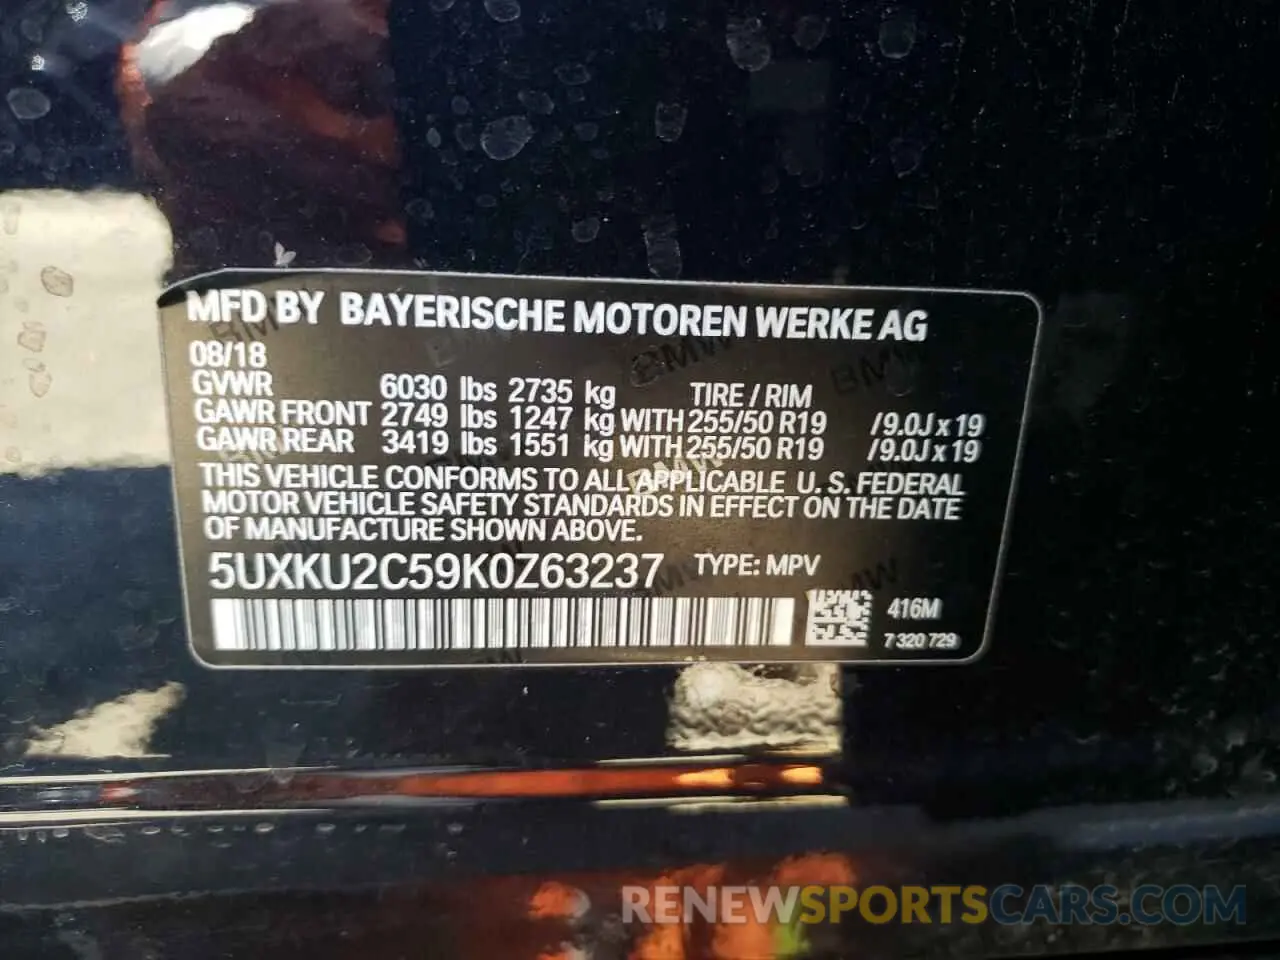 MFD BY BAYERISCHE MOTOREN WERKE AG
08/18
GVWR 6030 lbs 2735 kg TIRE / RIM
GAWR FRONT 2749 lbs 1247 kg WITH 255/50 R19 /9.0J x 19
GAWR REAR 3419 lbs 1551 kg WITH 255/50 R19 /9.0J x 19
THIS VEHICLE CONFORMS TO ALL APPLICABLE U.S. FEDERAL
MOTOR VEHICLE SAFETY STANDARDS IN EFFECT ON THE DATE
OF MANUFACTURE SHOWN ABOVE.
5UXKU2C59K0Z63237 TYPE: MPV
416M
7 320 729
RENEWSPORTSCARS.COM